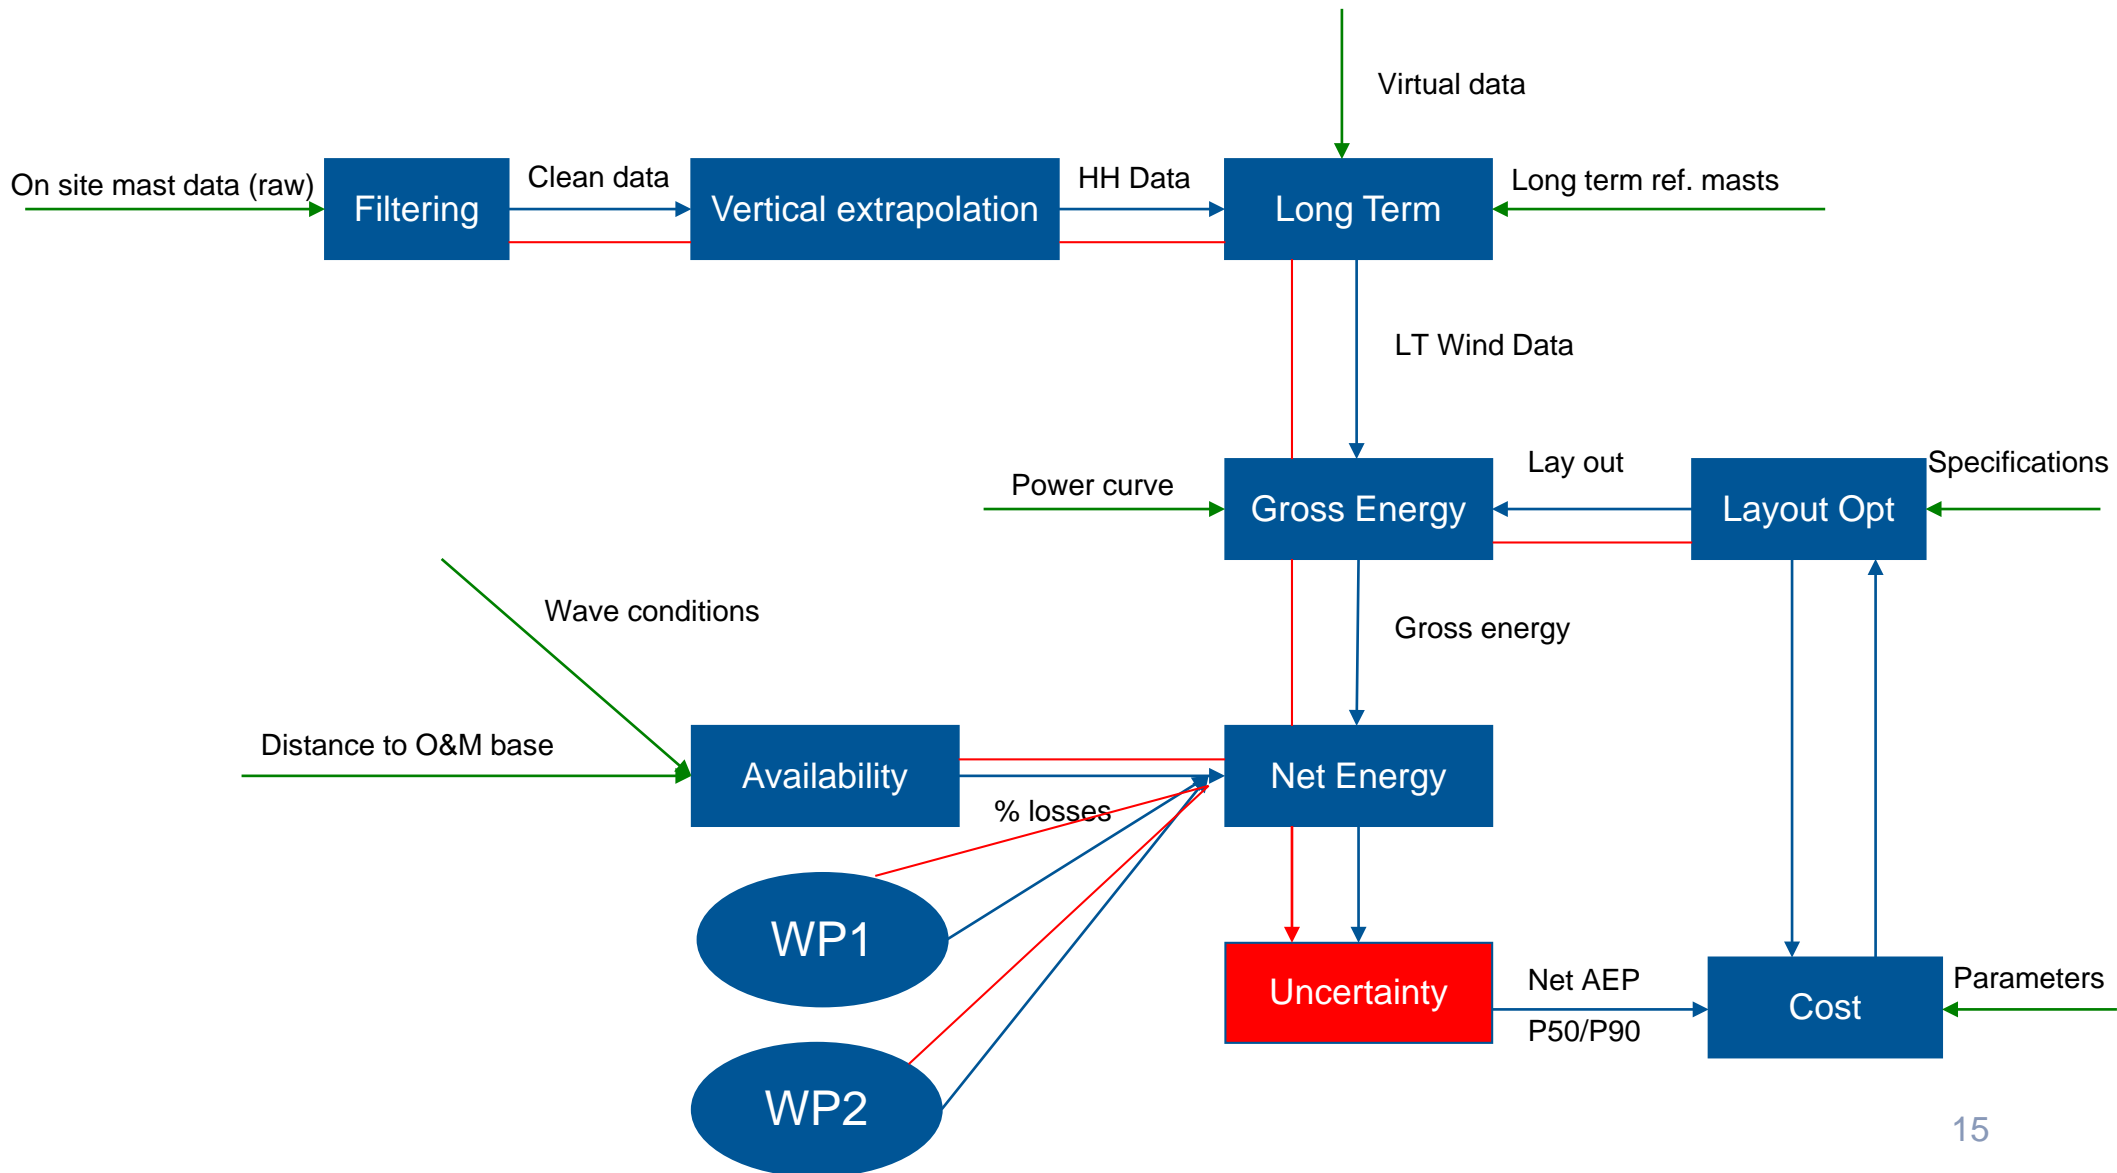 Virtual data
On site mast data (raw)
Filtering
Clean data
Vertical extrapolation
HH Data
Long Term
Long term ref. masts
LT Wind Data
Power curve
Gross Energy
Lay out
Layout Opt
Specifications
Wave conditions
Gross energy
Distance to O&M base
Availability
% losses
Net Energy
WP1
Uncertainty
Net AEP
P50/P90
Cost
Parameters
WP2
15